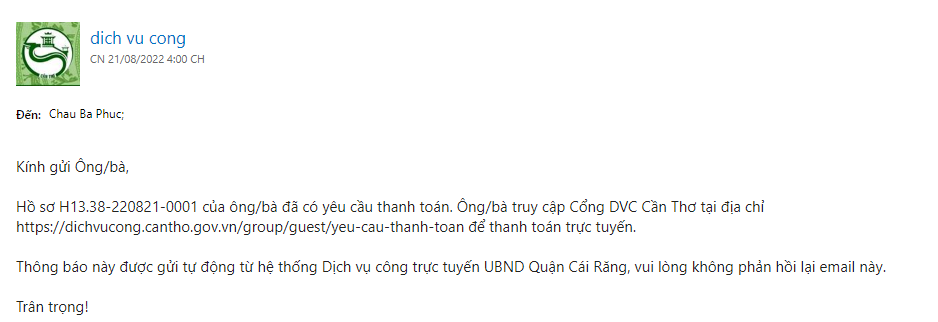 dich vu cong
CN 21/08/2022 4:00 CH
Đến: Chau Ba Phuc;
Kính gửi Ông/bà,
Hồ sơ H13.38-220821-0001 của ông/bà đã có yêu cầu thanh toán. Ông/bà truy cập Cổng DVC Cần Thơ tại địa chỉ
https://dichvucong.cantho.gov.vn/group/guest/yeu-cau-thanh-toan để thanh toán trực tuyến.
Thông báo này được gửi tự động từ hệ thống Dịch vụ công trực tuyến UBND Quận Cái Răng, vui lòng không phản hồi lại email này.
Trân trọng!